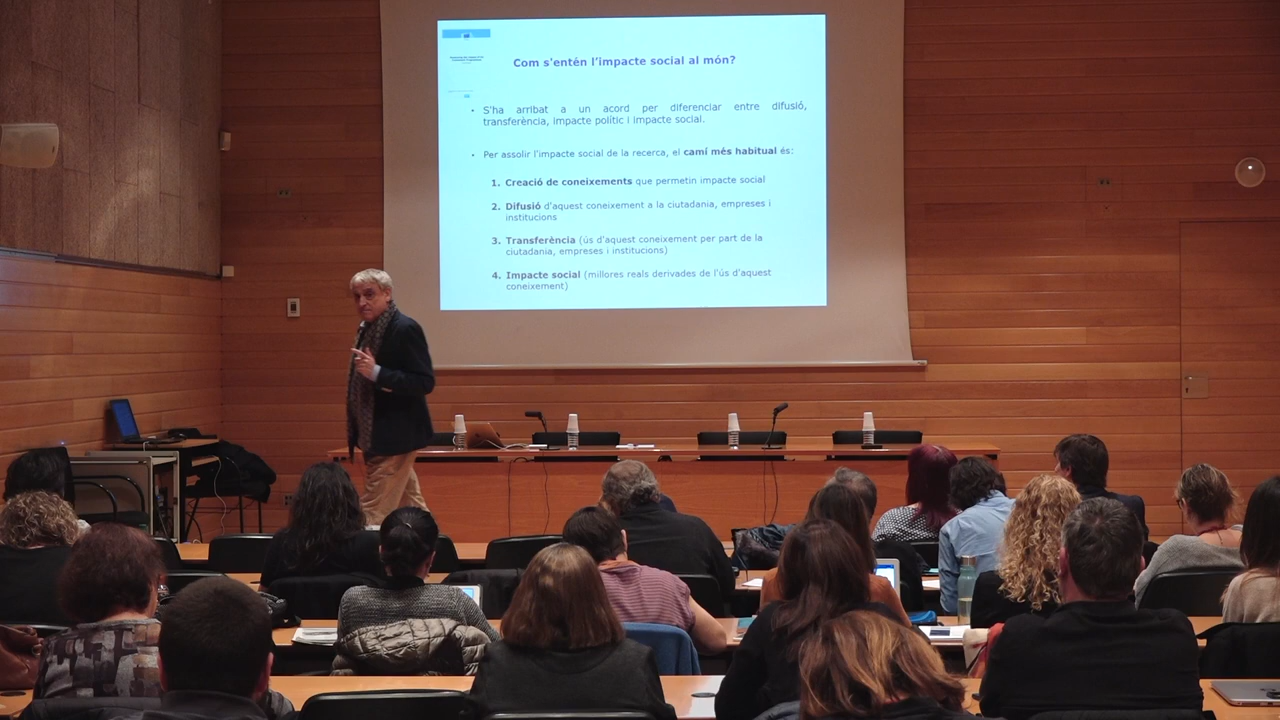 Com s'entén l'impacte social al món?
• S'ha arribat a un acord per diferenciar entre difusió,
transferència, impacte polític i impacte social.
• Per assolir l'impacte social de la recerca, el camí més habitual és:
1. Creació de coneixements que permetin impacte social
2. Difusió d'aquest coneixement a la ciutadania, empreses i
institucions
3. Transferència (ús d'aquest coneixement per part de la
ciutadania, empreses i institucions)
4. Impacte social (millores reals derivades de l'ús d'aquest
coneixement)